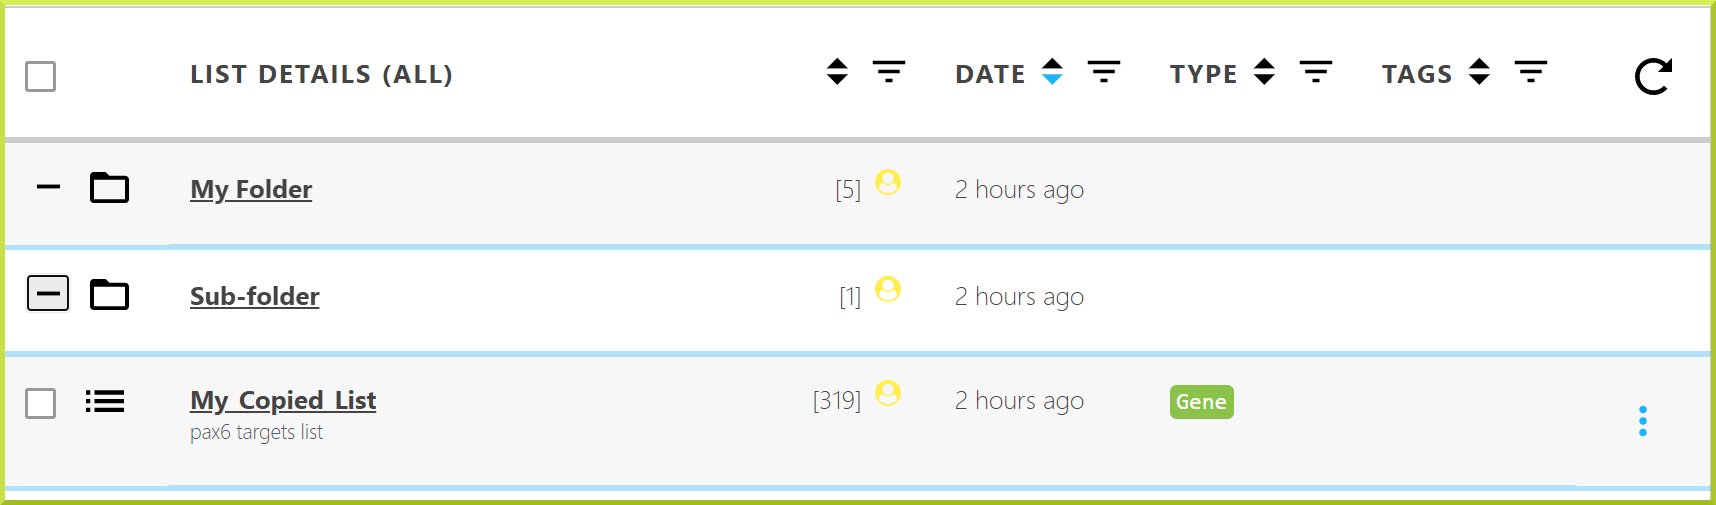 LIST DETAILS (ALL) DATE TYPE TAGS
My Folder [5] 2 hours ago
Sub-folder [1] 2 hours ago
My Copied List [319] 2 hours ago Gene
pax6 targets list